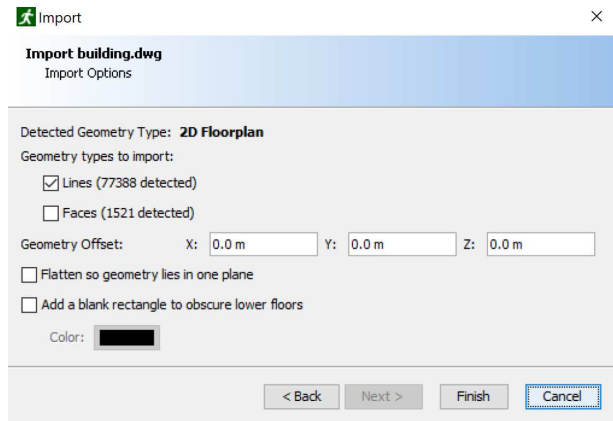 Import
Import building.dwg
Import Options
Detected Geometry Type: 2D Floorplan
Geometry types to import:
Lines (77388 detected)
Faces (1521 detected)
Geometry Offset: X: 0.0 m Y: 0.0 m Z: 0.0 m
Flatten so geometry lies in one plane
Add a blank rectangle to obscure lower floors
Color:
< Back Next > Finish Cancel